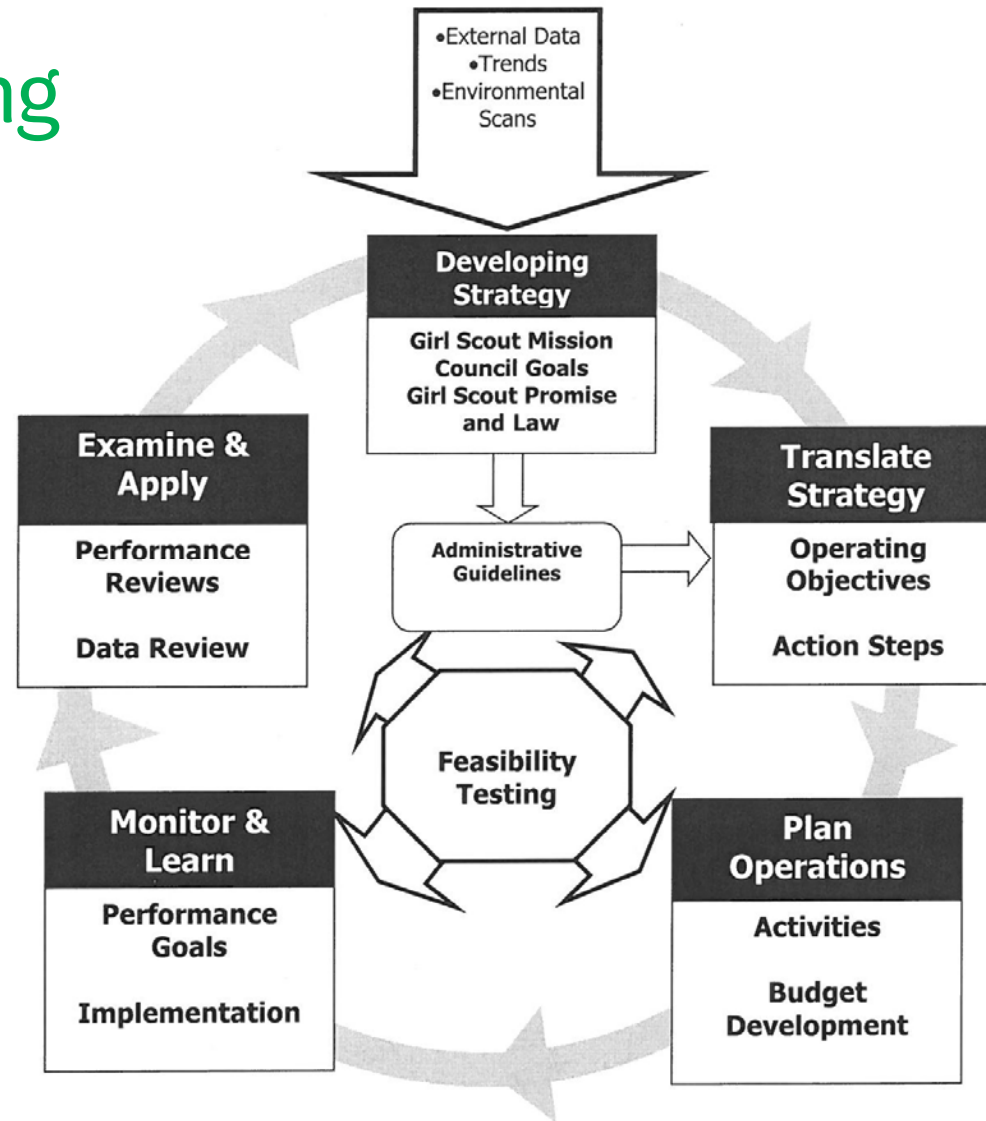 ng
•External Data
•Trends
•Environmental
Scans
Developing
Strategy
Girl Scout Mission
Council Goals
Girl Scout Promise
and Law
Examine &
Apply
Performance
Reviews
Data Review
Translate
Strategy
Operating
Objectives
Action Steps
Administrative
Guidelines
Feasibility
Testing
Monitor &
Learn
Performance
Goals
Implementation
Plan
Operations
Activities
Budget
Development